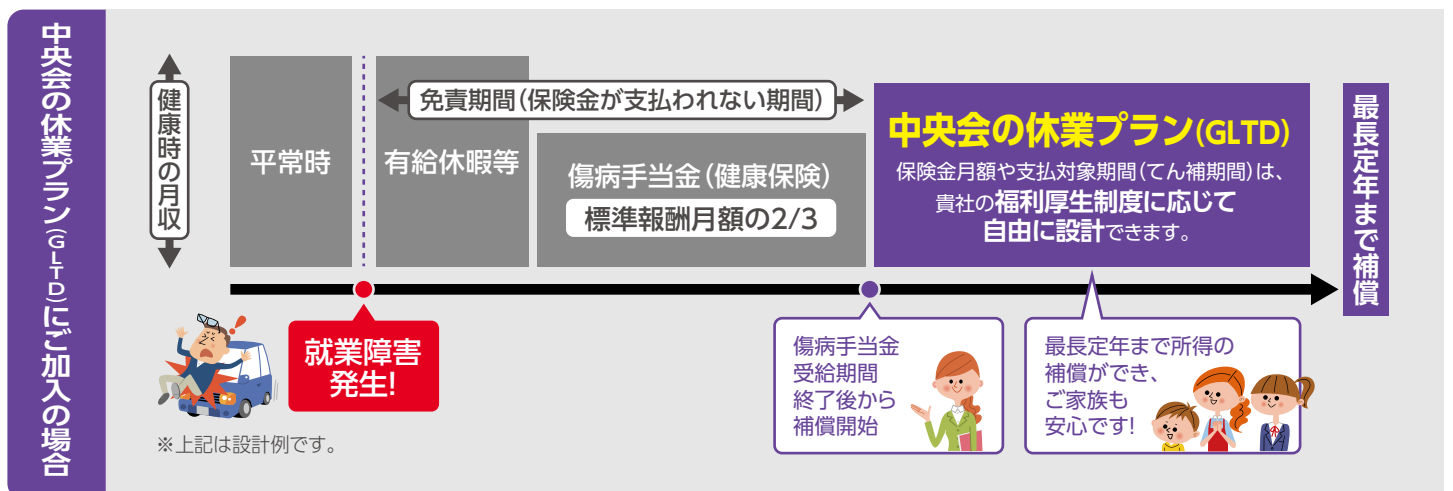 中央会の休業プラン(GLTD)にご加入の場合
健康時の月収
平常時
有給休暇等
免責期間(保険金が支払われない期間)
傷病手当金(健康保険)
標準報酬月額の2/3
中央会の休業プラン(GLTD)
保険金月額や支払対象期間(てん補期間)は、
貴社の福利厚生制度に応じて
自由に設計できます。
最長定年まで補償
就業障害
発生!
傷病手当金
受給期間
終了後から
補償開始
最長定年まで所得の
補償ができ、
ご家族も
安心です!
※上記は設計例です。